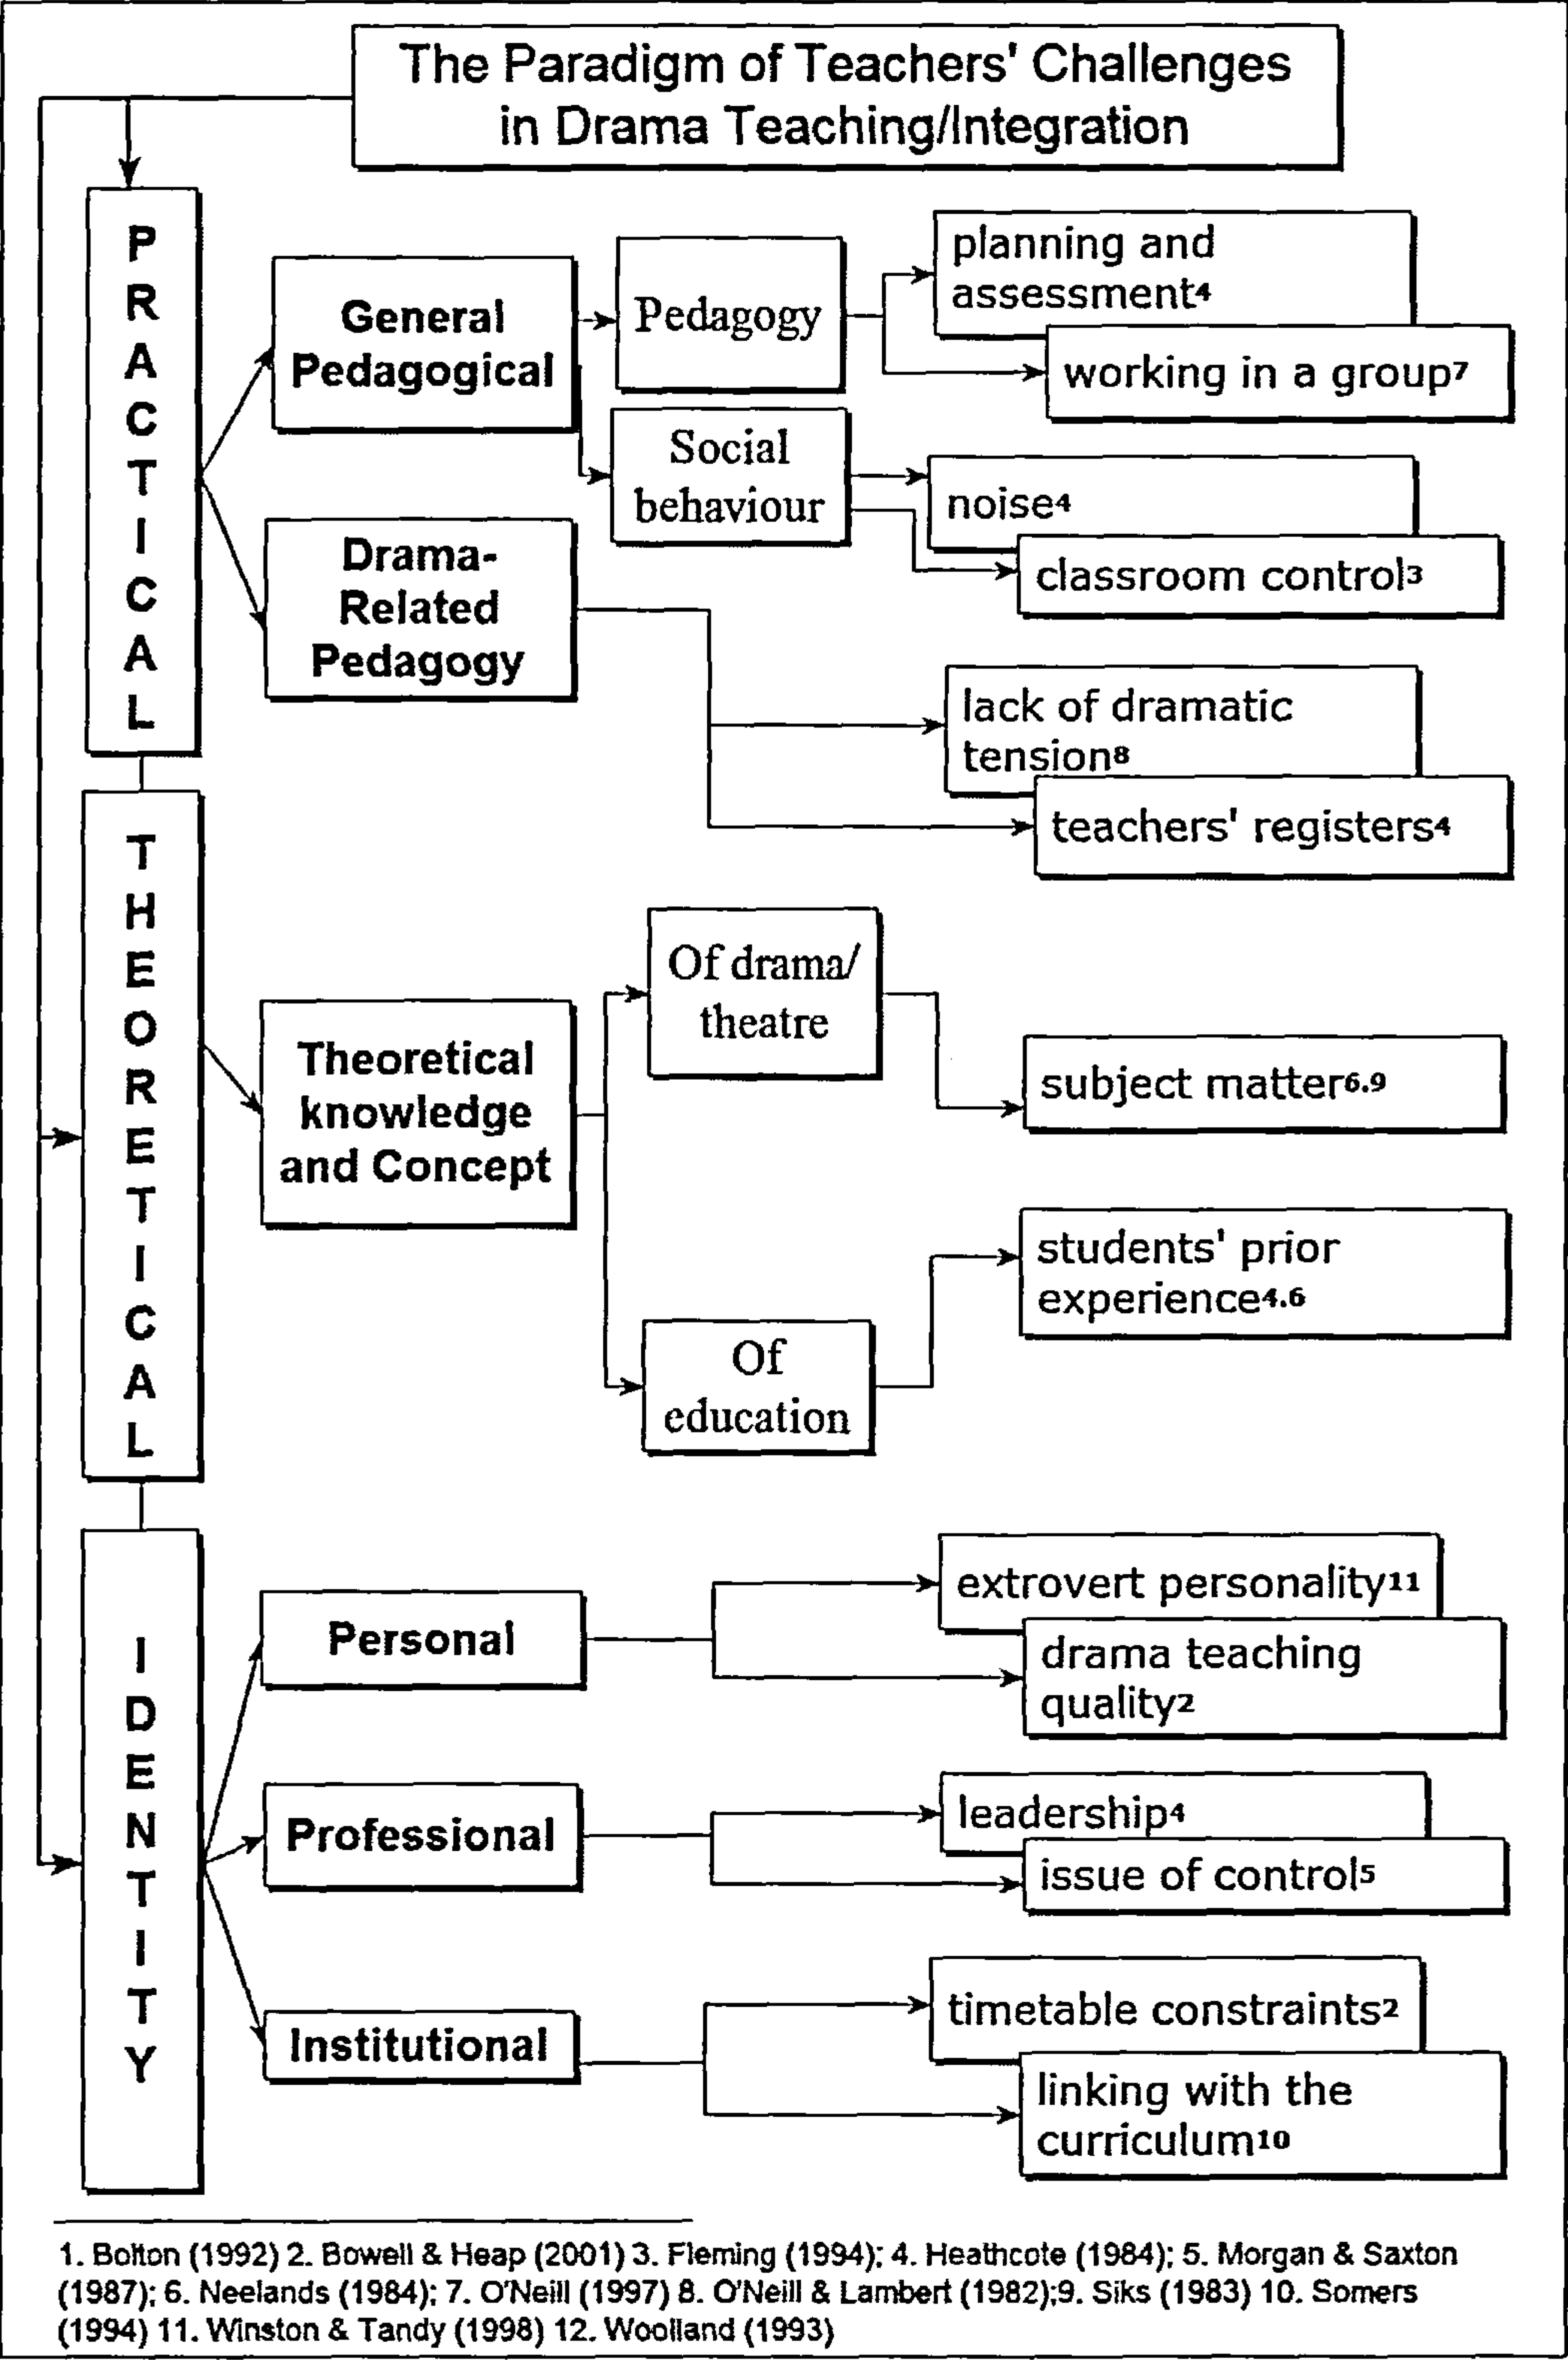 The Paradigm of Teachers' Challenges
in Drama Teaching/Integration
PRACTICAL
General
Pedagogical
Pedagogy
planning and
assessment4
working in a group7
Social
behaviour
noise4
classroom control3
Drama-
Related
Pedagogy
lack of dramatic
tension8
teachers' registers4
THEORETICAL
Theoretical
knowledge
and Concept
Of drama/
theatre
subject matter6.9
Of
education
students' prior
experience4.6
IDENTITY
Personal
extrovert personality11
drama teaching
quality2
Professional
leadership4
issue of control5
Institutional
timetable constraints2
linking with the
curriculum10
1. Bolton (1992) 2. Bowell & Heap (2001) 3. Fleming (1994); 4. Heathcote (1984); 5. Morgan & Saxton
(1987); 6. Neelands (1984); 7. O'Neill (1997) 8. O'Neill & Lambert (1982);9. Siks (1983) 10. Somers
(1994) 11. Winston & Tandy (1998) 12. Woolland (1993)